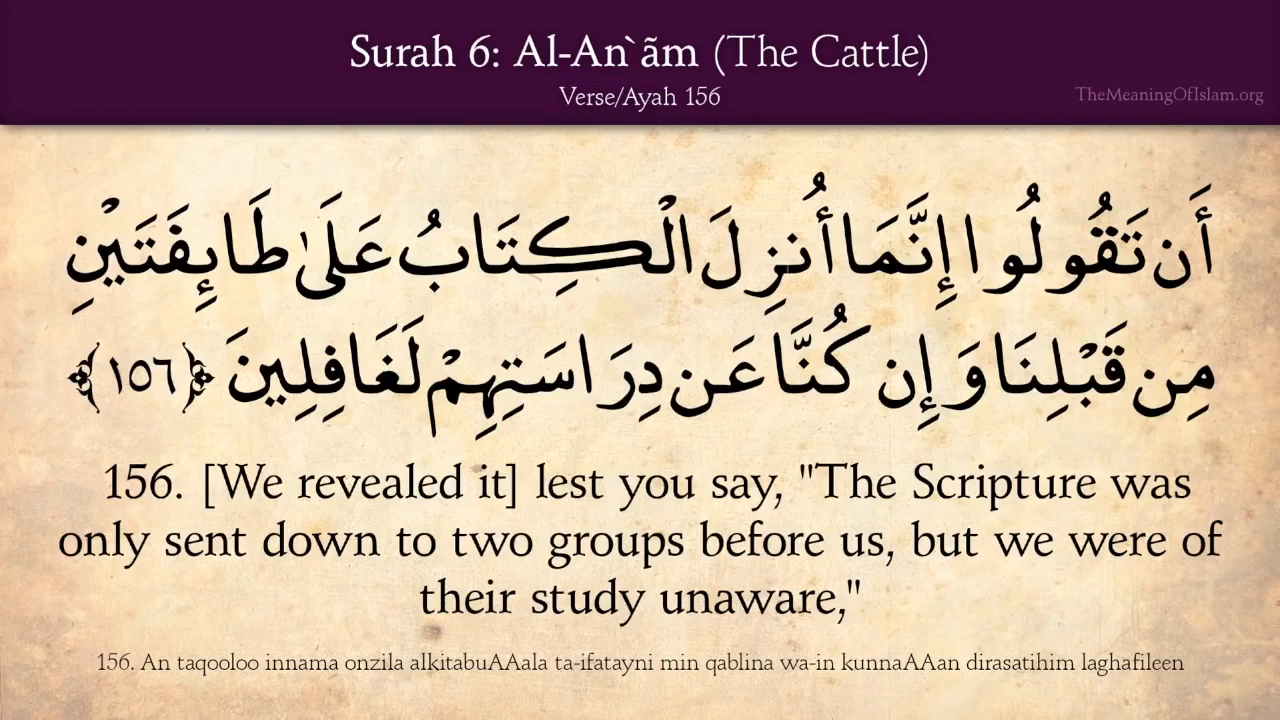 Surah 6: Al-An`ãm (The Cattle)
Verse/Ayah 156
TheMeaningOfIslam.org
أَن تَقُولُوا إِنَّمَا أُنزِلَ الْكِتَابُ عَلَىٰ طَائِفَتَيْنِ
مِن قَبْلِنَا وَإِن كُنَّا عَن دِرَاسَتِهِمْ لَغَافِلِينَ ﴿١٥٦﴾
156. [We revealed it] lest you say, "The Scripture was
only sent down to two groups before us, but we were of
their study unaware,"
156. An taqooloo innama onzila alkitabuAAala ta-ifatayni min qablina wa-in kunnaAAan dirasatihim laghafileen